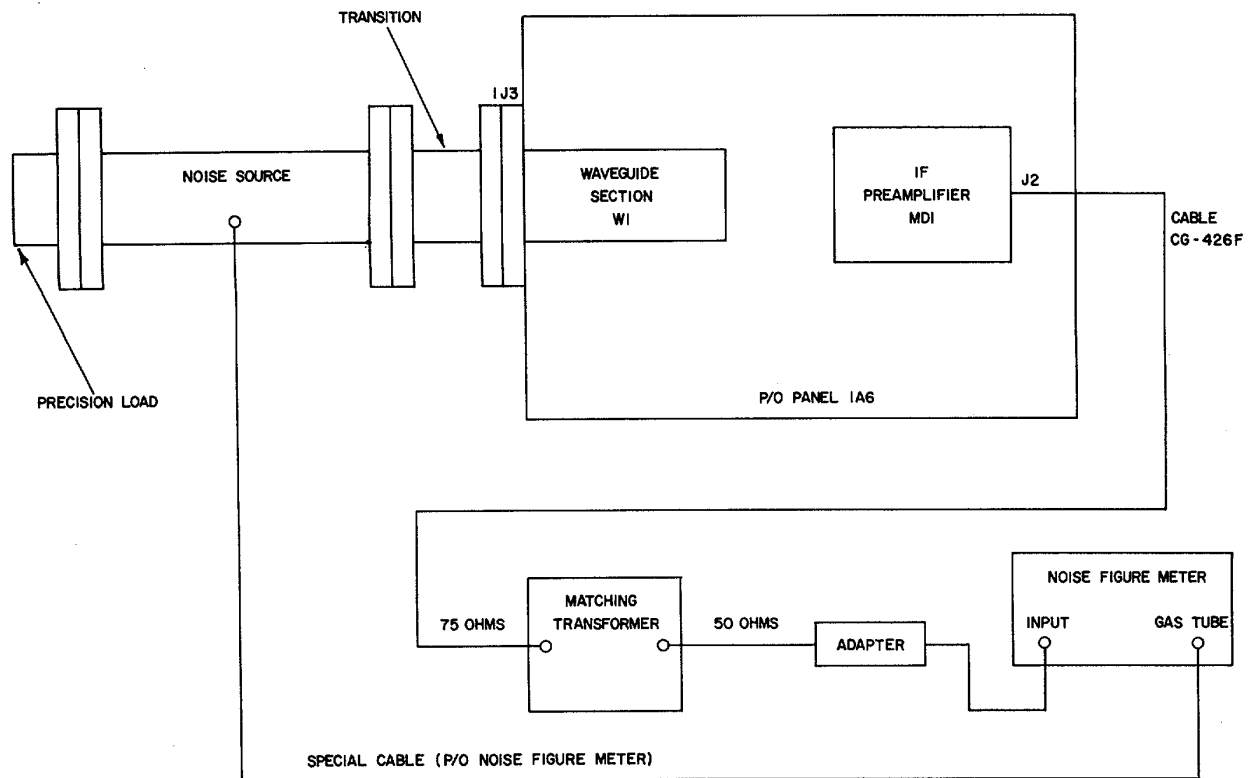 TRANSITION
1J3
NOISE SOURCE
WAVEGUIDE
SECTION
W1
IF
PREAMPLIFIER
MD1
J2
CABLE
CG-426F
PRECISION LOAD
P/O PANEL 1A6
MATCHING
TRANSFORMER
75 OHMS
50 OHMS
ADAPTER
NOISE FIGURE METER
INPUT
GAS TUBE
SPECIAL CABLE (P/O NOISE FIGURE METER)